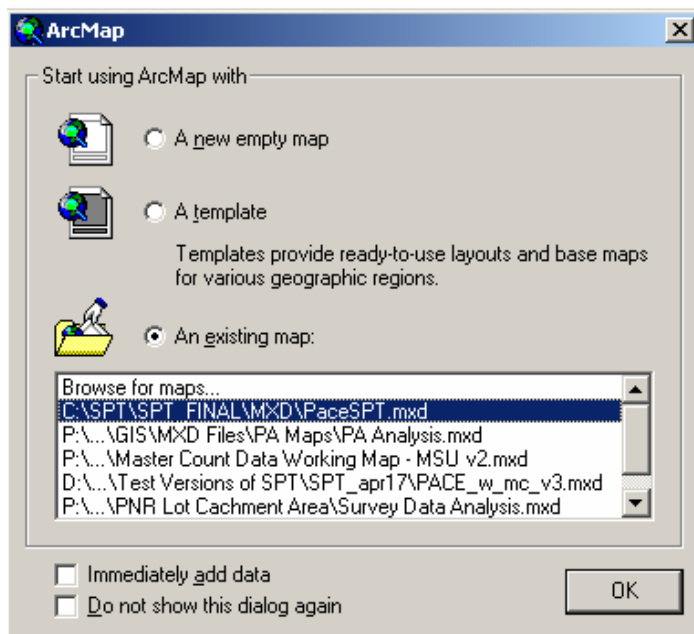 ArcMap
Start using ArcMap with
A new empty map
A template
Templates provide ready-to-use layouts and base maps
for various geographic regions.
An existing map:
Browse for maps...
C:\SPT\SPT_FINAL\MXD\PaceSPT.mxd
P:\...\GIS\MXD Files\PA Maps\PA Analysis.mxd
P:\...\Master Count Data Working Map - MSU v2.mxd
D:\...\Test Versions of SPT\SPT_apr17\PACE_w_mc_v3.mxd
P:\...\PNR Lot Cachment Area\Survey Data Analysis.mxd
Immediately add data
OK
Do not show this dialog again